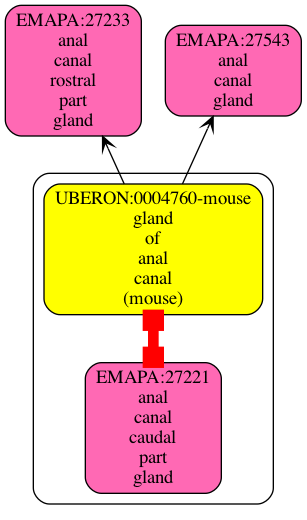 EMAPA:27233
anal
canal
rostral
part
gland
EMAPA:27543
anal
canal
gland
UBERON:0004760-mouse
gland
of
anal
canal
(mouse)
EMAPA:27221
anal
canal
caudal
part
gland